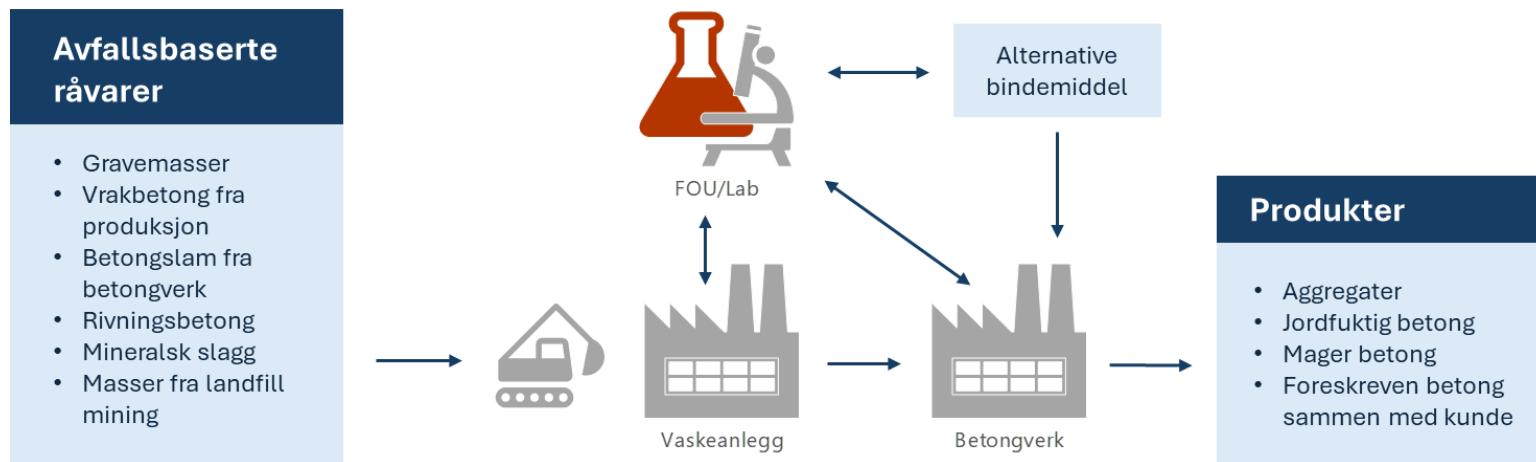 Avfallsbaserte
råvarer
• Gravemasser
• Vrakbetong fra
produksjon
• Betongslam fra
betongverk
• Rivningsbetong
• Mineralsk slagg
• Masser fra landfill
mining
FOU/Lab
Alternative
bindemiddel
Vaskeanlegg
Betongverk
Produkter
• Aggregater
• Jordfuktig betong
• Mager betong
• Foreskreven betong
sammen med kunde